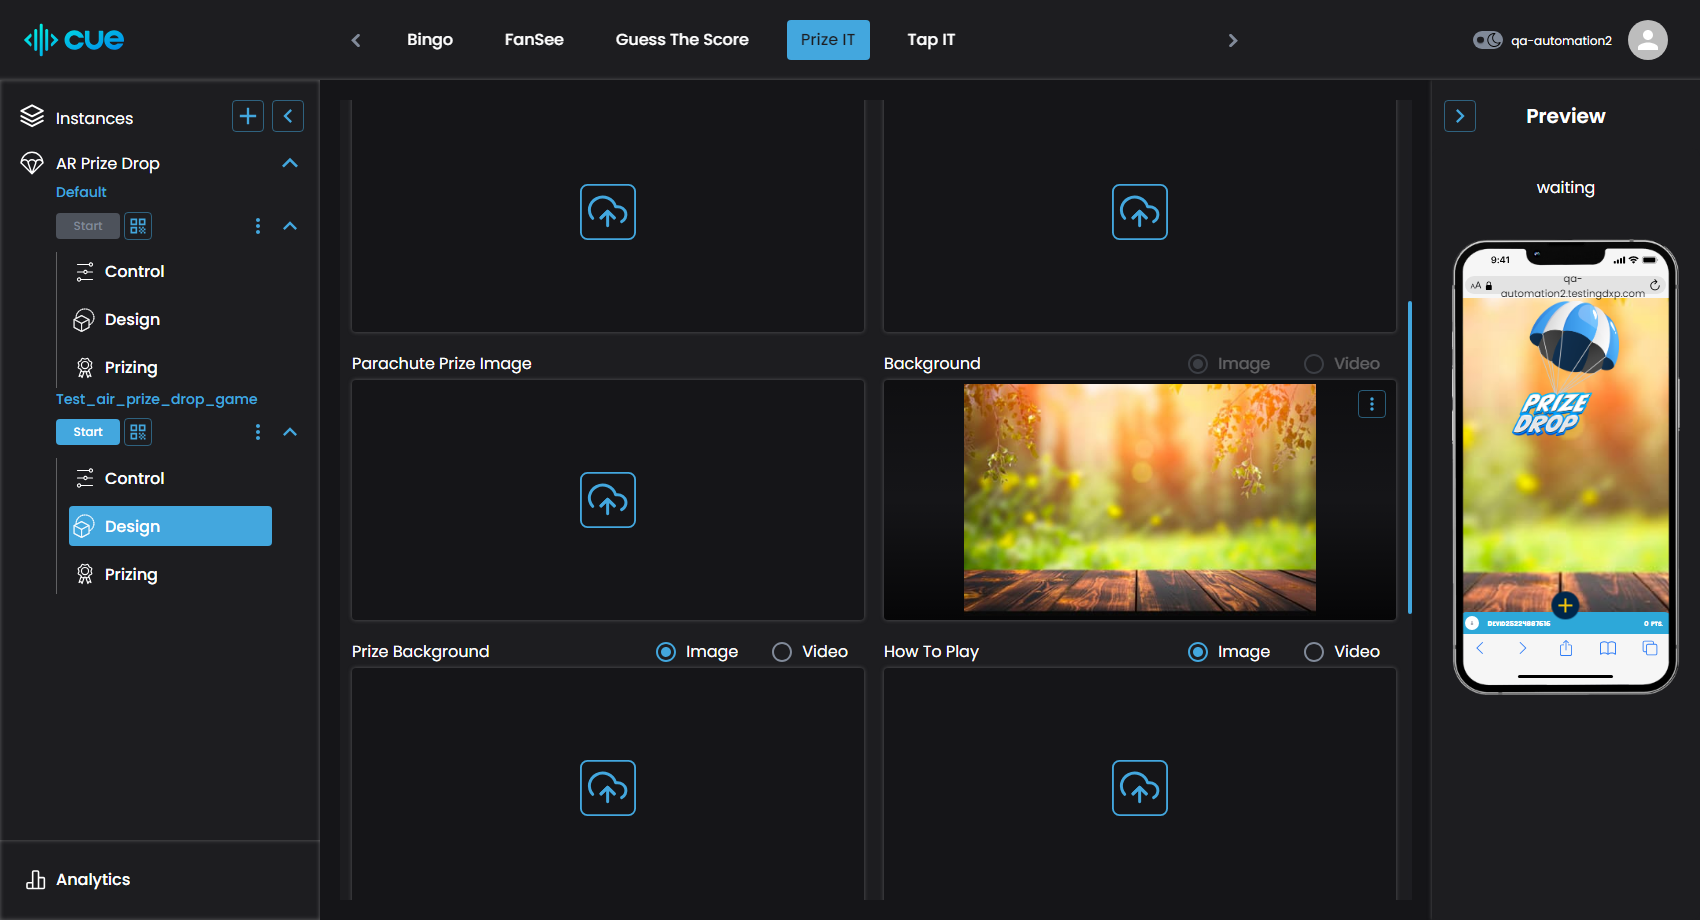 cue
Bingo
FanSee
Guess The Score
Prize IT
Tap IT
qa-automation2
Instances
AR Prize Drop
Default
Start
Control
Design
Prizing
Test_air_prize_drop_game
Start
Control
Design
Prizing
Analytics
Parachute Prize Image
Background
Image
Video
Prize Background
Image
Video
How To Play
Image
Video
Preview
waiting
9:41
AA
qa-
automation2.testingdxp.com
PRIZE
DROP
0 PTS.